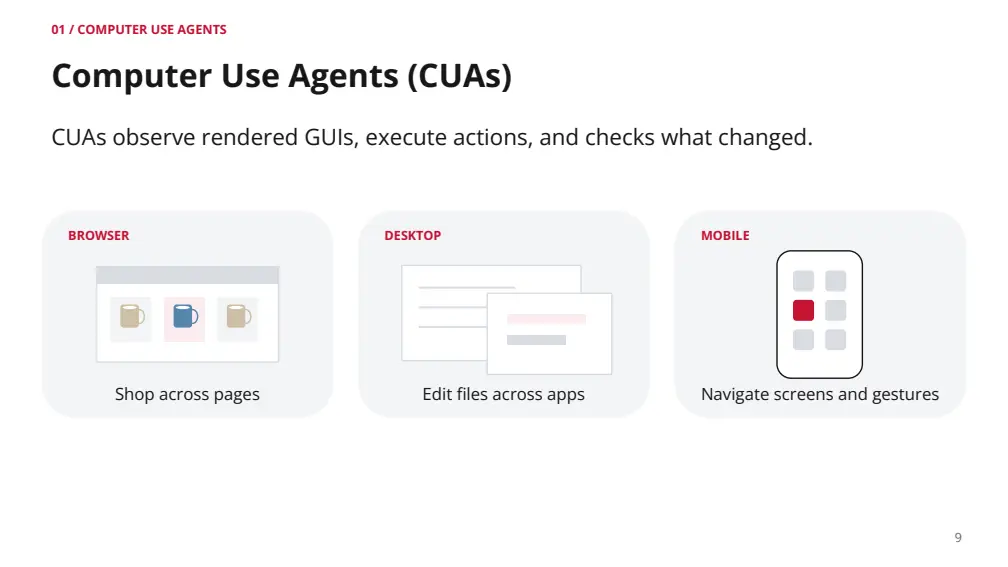 01 / COMPUTER USE AGENTS
Computer Use Agents (CUAs)
CUAs observe rendered GUIs, execute actions, and checks what changed.
BROWSER
Shop across pages
DESKTOP
Edit files across apps
MOBILE
Navigate screens and gestures
9